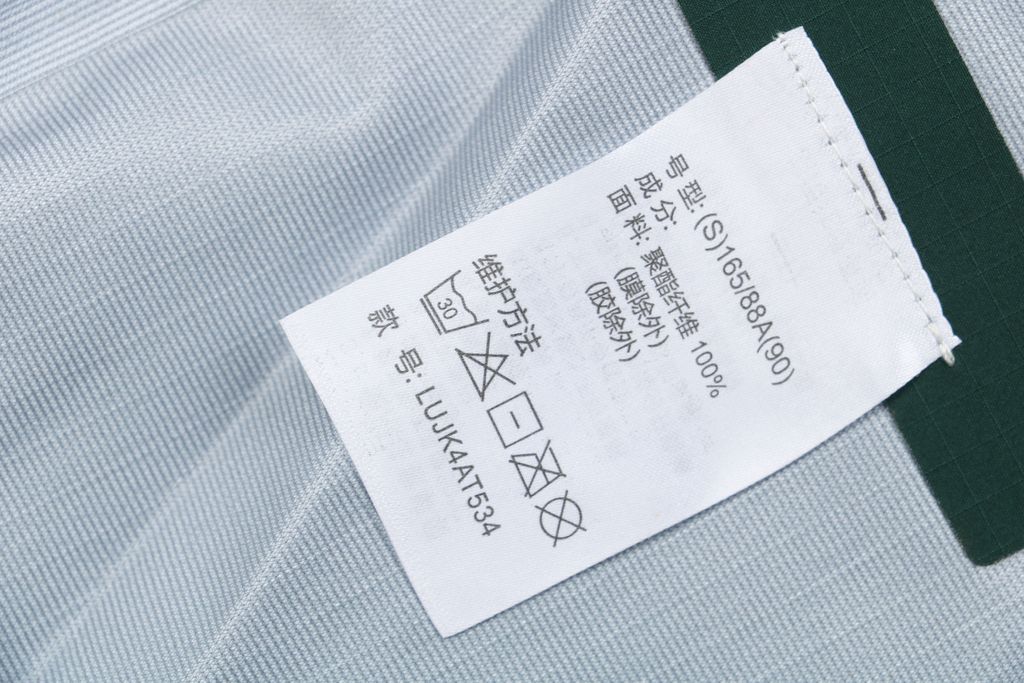 号型: (S)165/88A(90)
成分:
面料: 聚酯纤维 100%
(膜除外)
(胶除外)
维护方法
30
款 号: LUJK4AT534